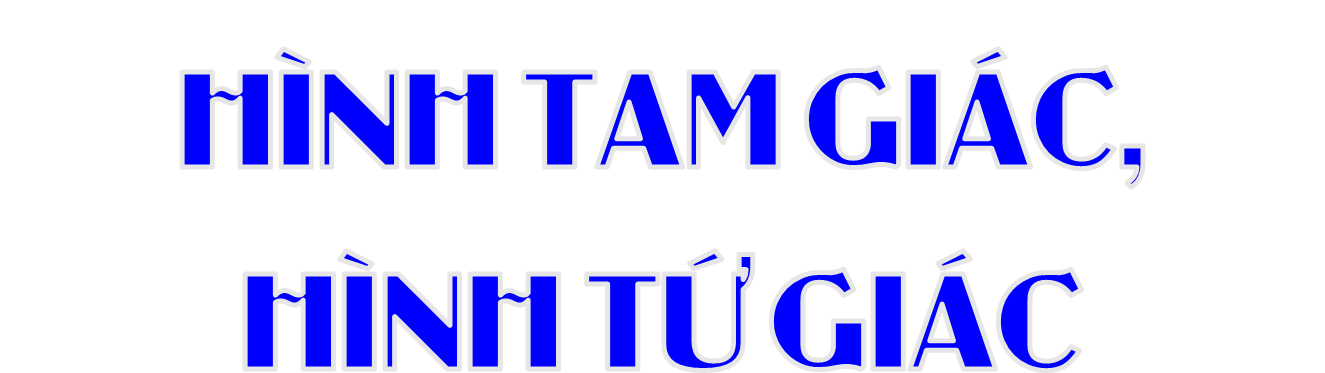 HÌNH TAM GIÁC,
HÌNH TỨ GIÁC